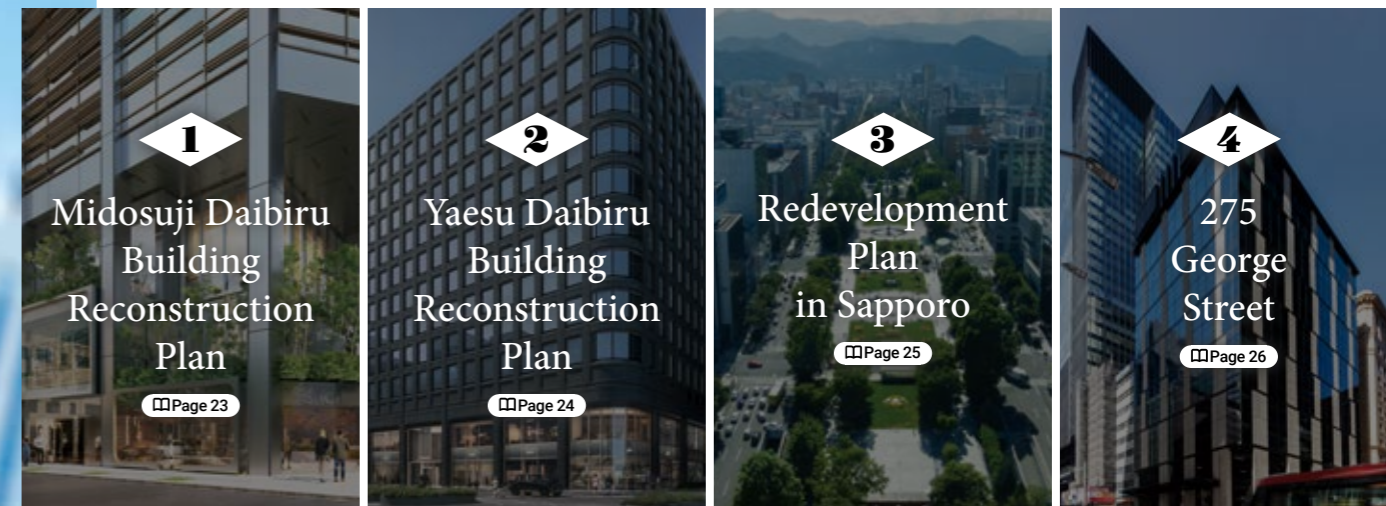 1
Midosuji Daibiru
Building
Reconstruction
Plan
Page 23
2
Yaesu Daibiru
Building
Reconstruction
Plan
Page 24
3
Redevelopment
Plan
in Sapporo
Page 25
4
275
George
Street
Page 26